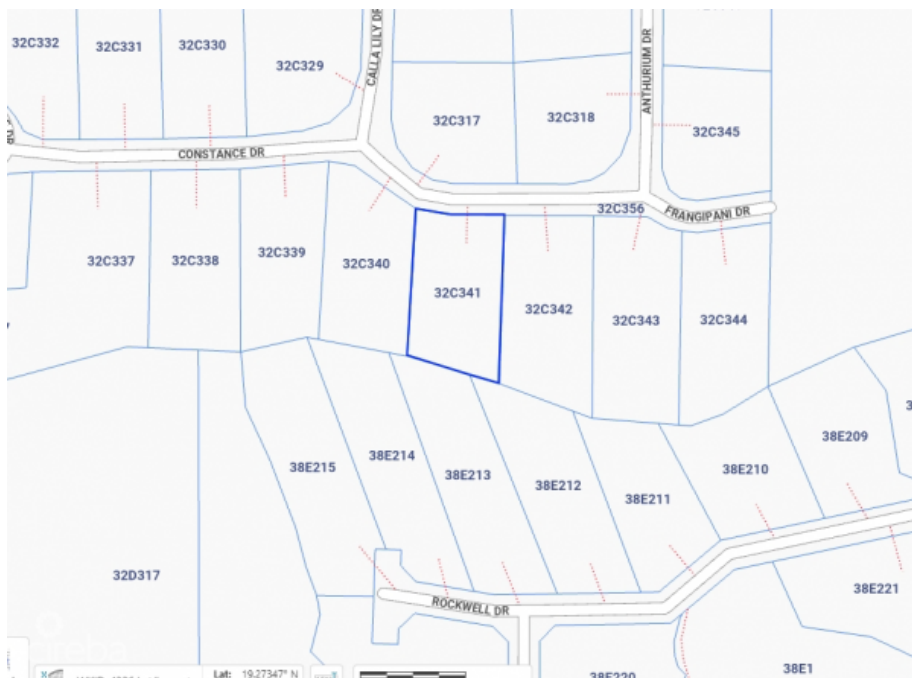 32C332
32C331
32C330
32C329
CALLA LILY DR
32C317
32C318
ANTHURIUM DR
32C345
CONSTANCE DR
32C356
FRANGIPANI DR
32C337
32C338
32C339
32C340
32C341
32C342
32C343
32C344
38E215
38E214
38E213
38E212
38E211
38E210
38E209
32D317
ROCKWELL DR
38E221
38E220
38E1
cireba
Lat: 19.27347° N